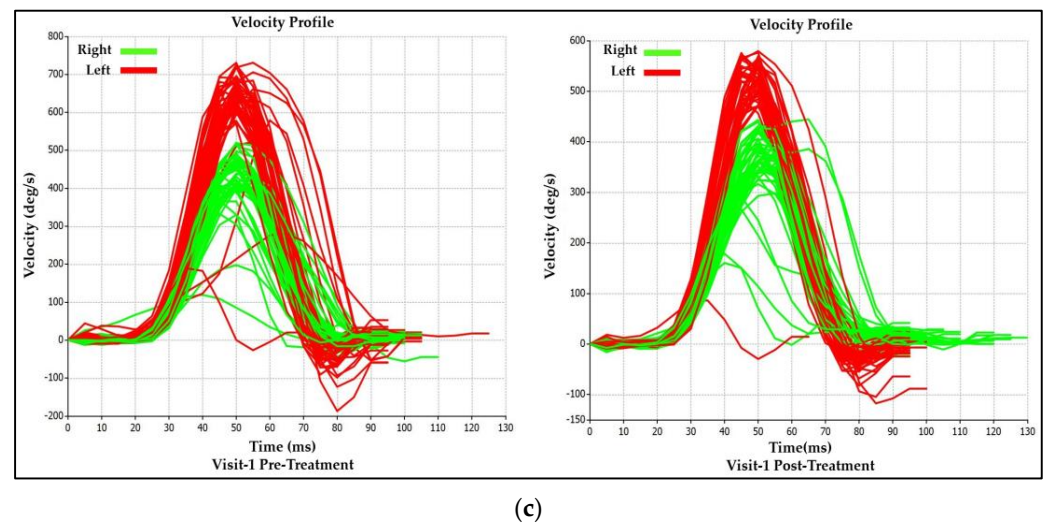 Velocity Profile
Right
Left
Velocity (deg/s)
800
700
600
500
400
300
200
100
0
-100
-200
0 10 20 30 40 50 60 70 80 90 100 110 120 130
Time (ms)
Visit-1 Pre-Treatment
Velocity Profile
Right
Left
Velocity (deg/s)
600
500
400
300
200
100
0
-100
-150
0 10 20 30 40 50 60 70 80 90 100 110 120 130
Time(ms)
Visit-1 Post-Treatment
(c)